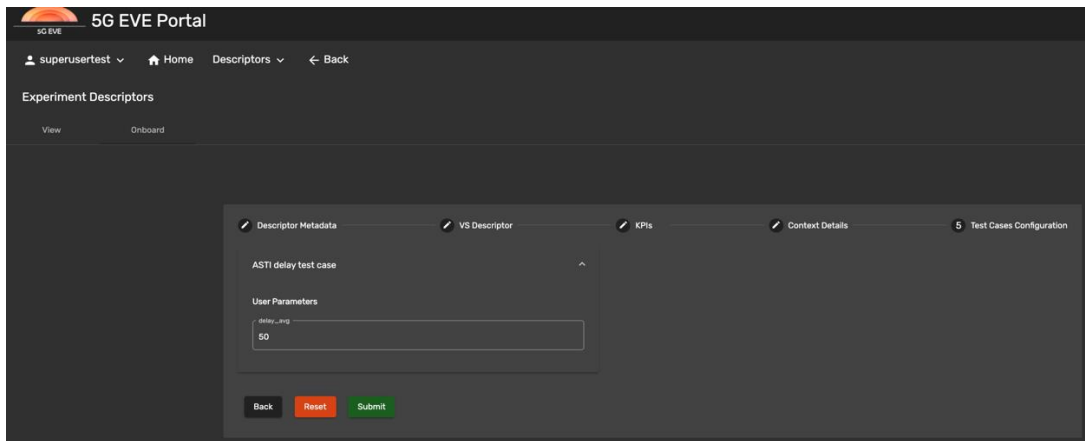 5G EVE
5G EVE Portal
superusertest
Home
Descriptors
Back
Experiment Descriptors
View
Onboard
Descriptor Metadata
VS Descriptor
KPIs
Context Details
5 Test Cases Configuration
ASTI delay test case
User Parameters
delay_avg
50
Back
Reset
Submit